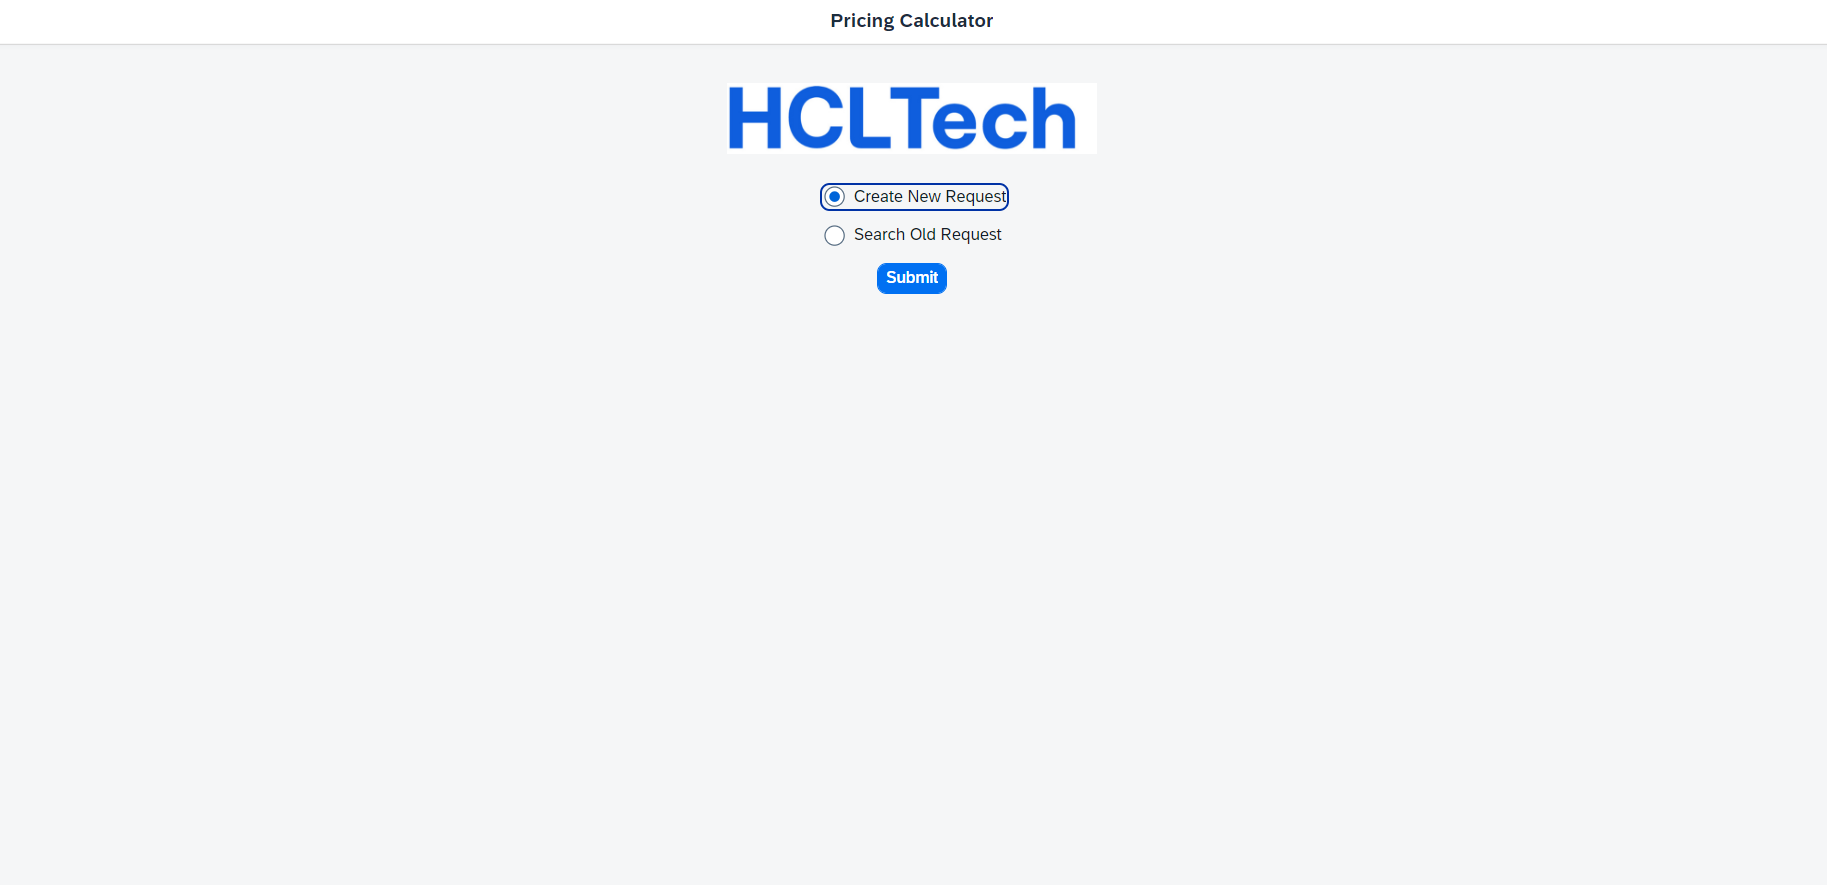 Pricing Calculator
HCLTech
Create New Request
Search Old Request
Submit